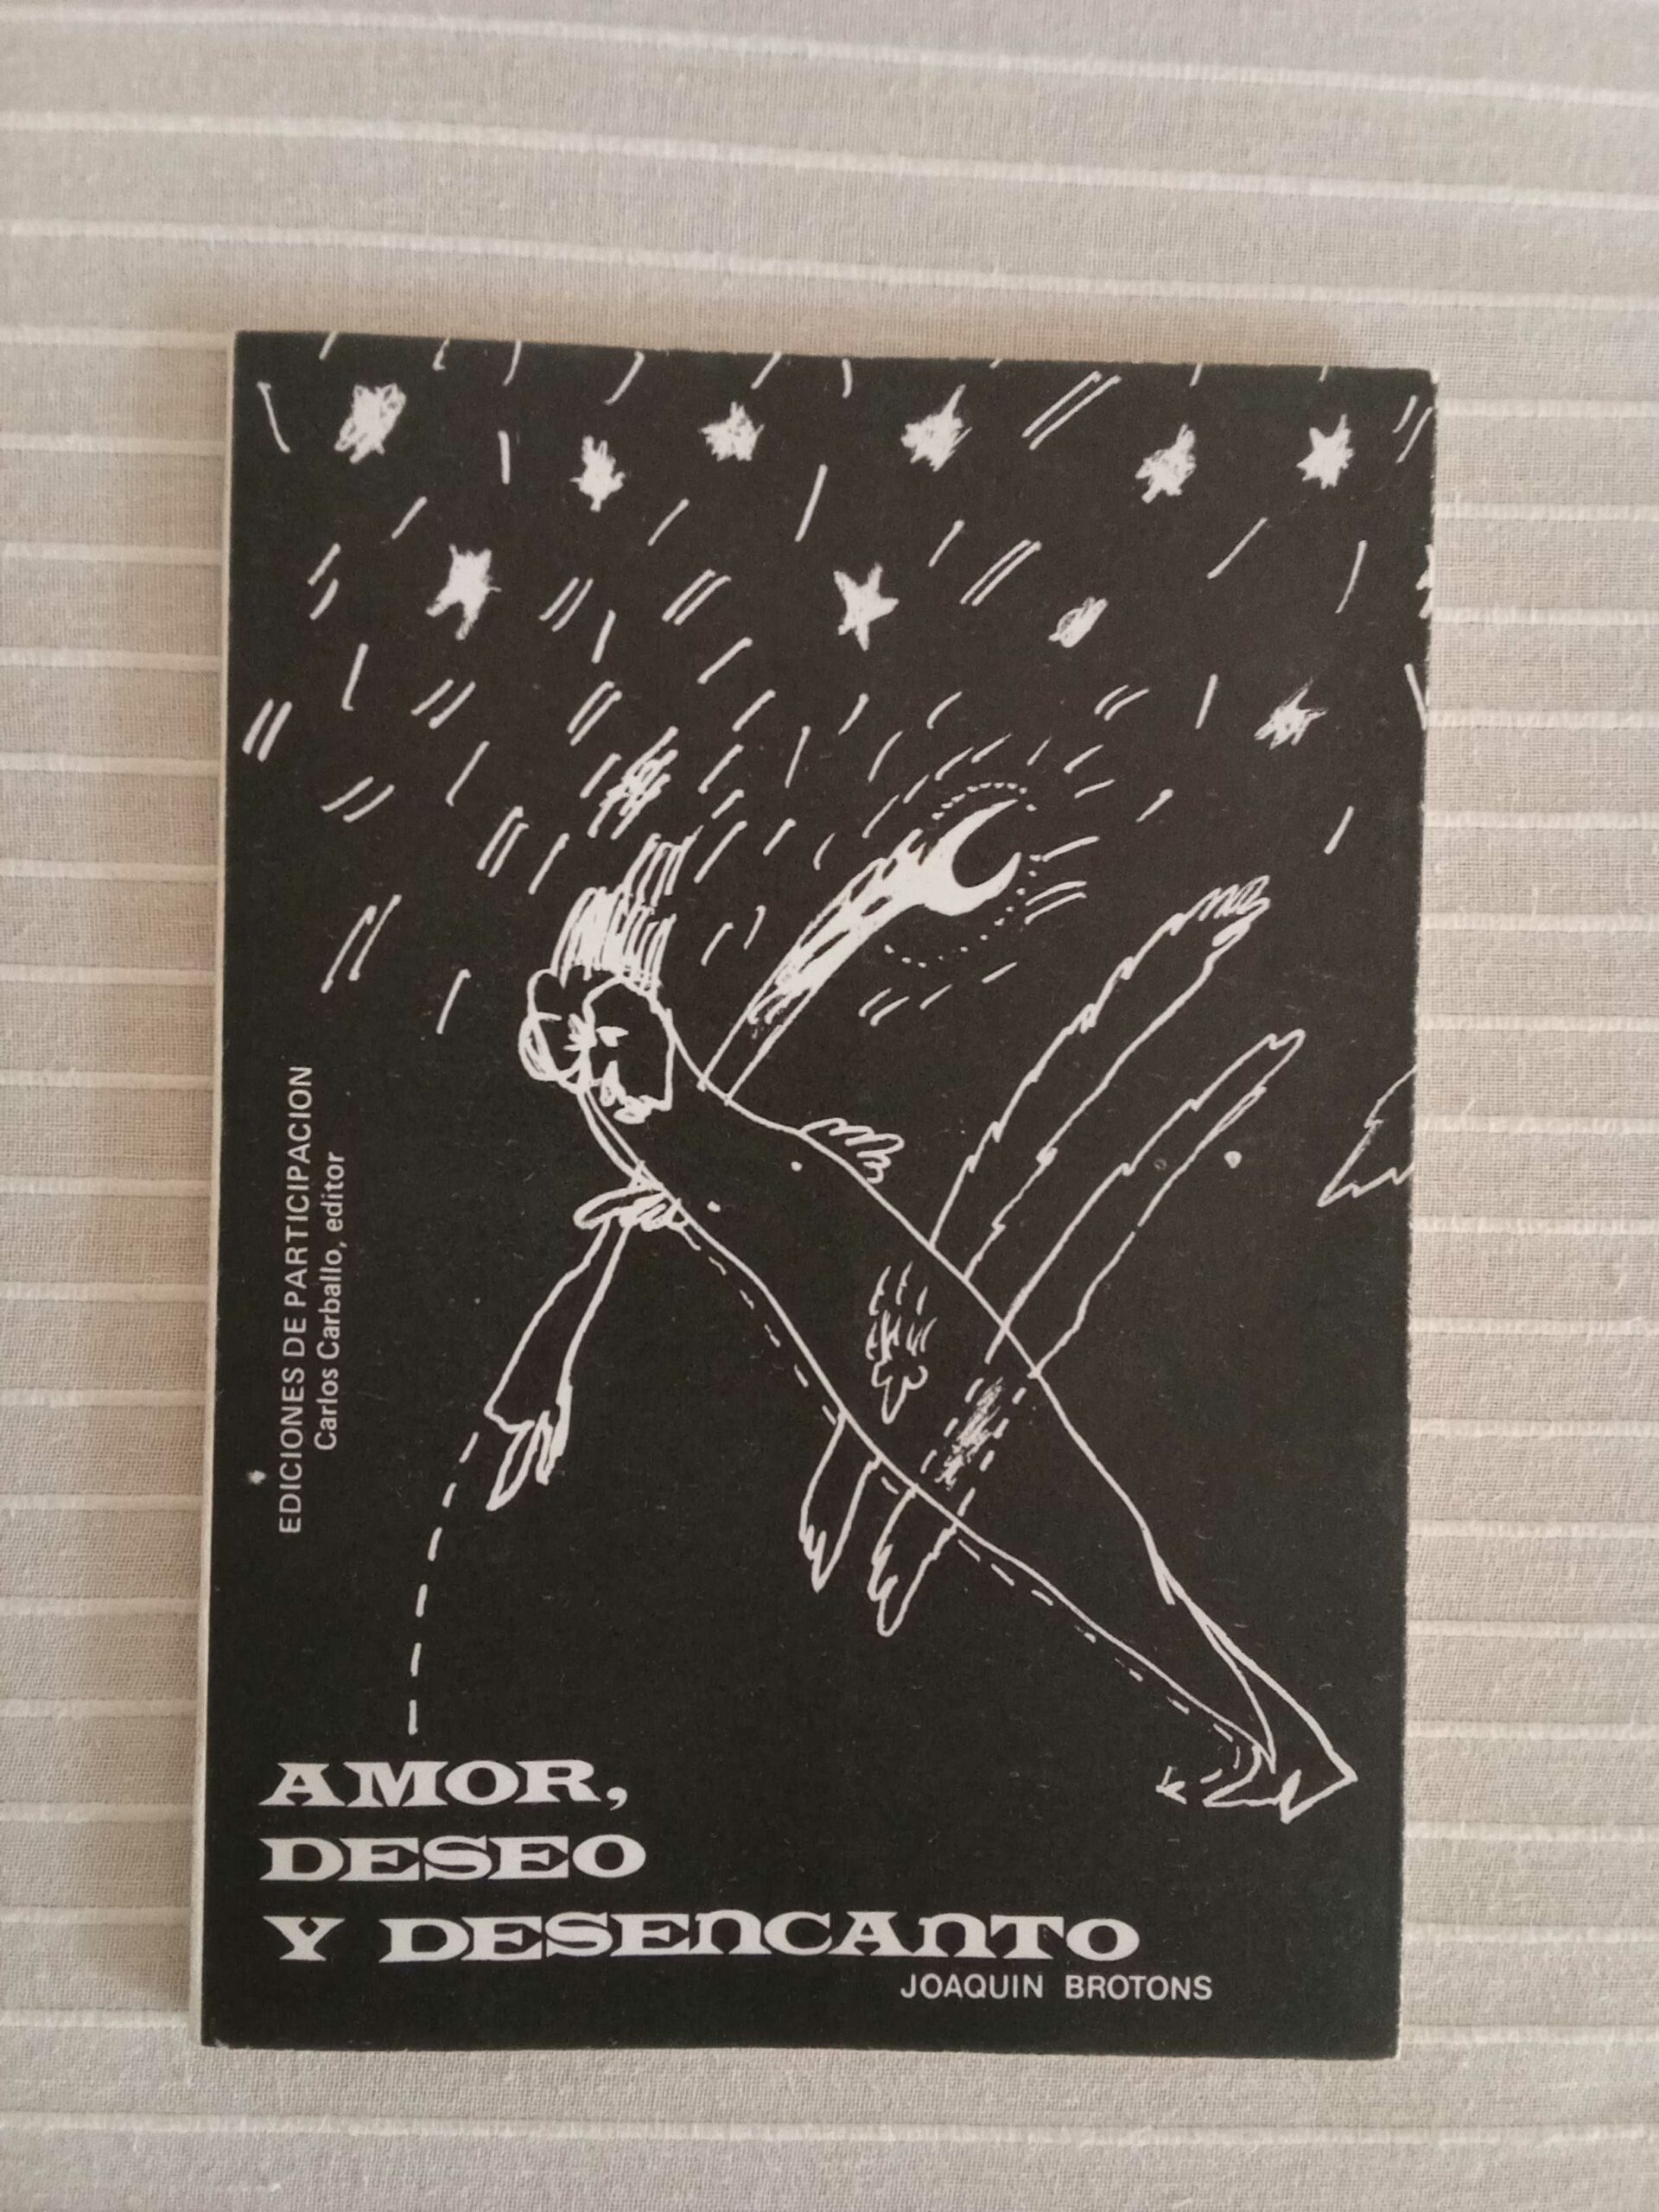 EDICIONES DE PARTICIPACION
Carlos Carballo, editor
AMOR,
DESEO
Y DESENCANTO
JOAQUIN BROTONS